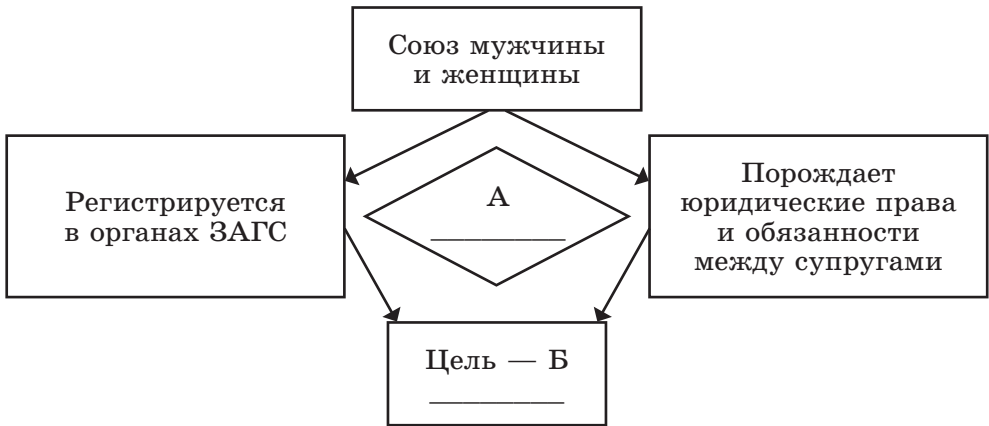 Союз мужчины
и женщины
Регистрируется
в органах ЗАГС
А
Порождает
юридические права
и обязанности
между супругами
Цель — Б